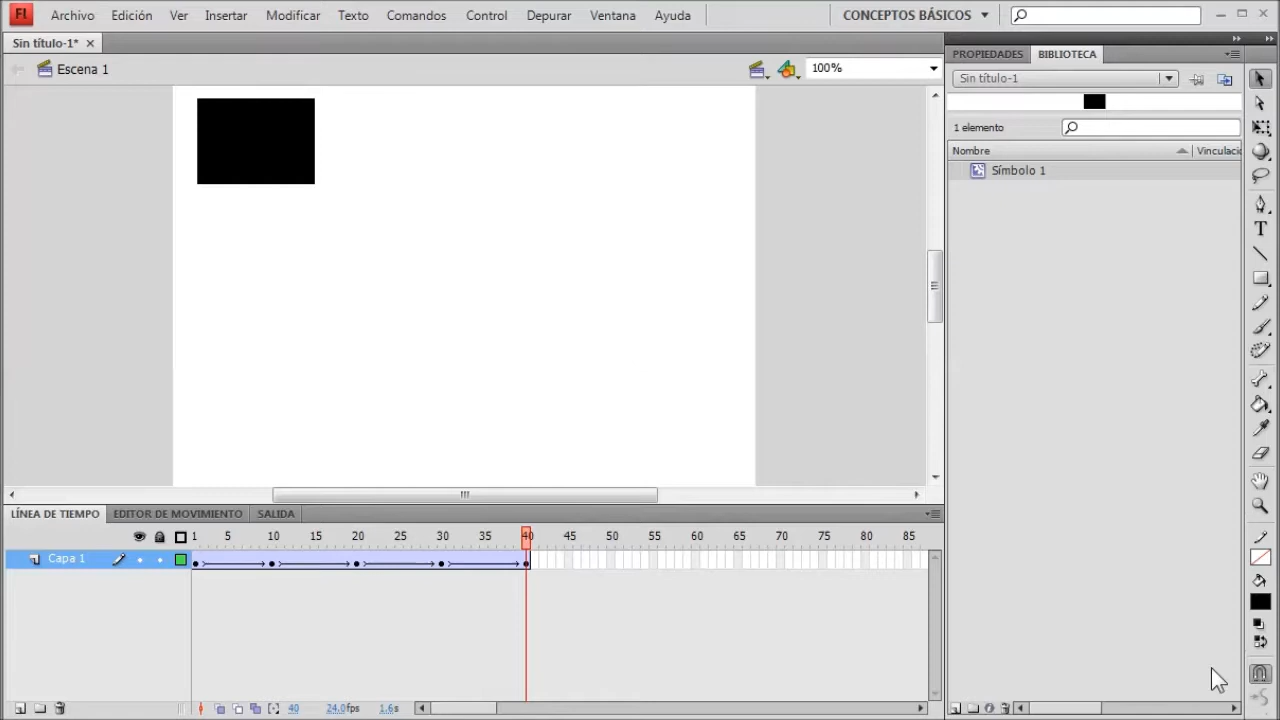 Fl Archivo Edición Ver Insertar Modificar Texto Comandos Control Depurar Ventana Ayuda CONCEPTOS BÁSICOS
Sin título-1*
Escena 1 100%
PROPIEDADES BIBLIOTECA
Sin título-1
1 elemento
Nombre Vinculació
Símbolo 1
T
LÍNEA DE TIEMPO EDITOR DE MOVIMIENTO SALIDA
1 5 10 15 20 25 30 35 40 45 50 55 60 65 70 75 80 85
Capa 1
40 24.0fps 1.6s